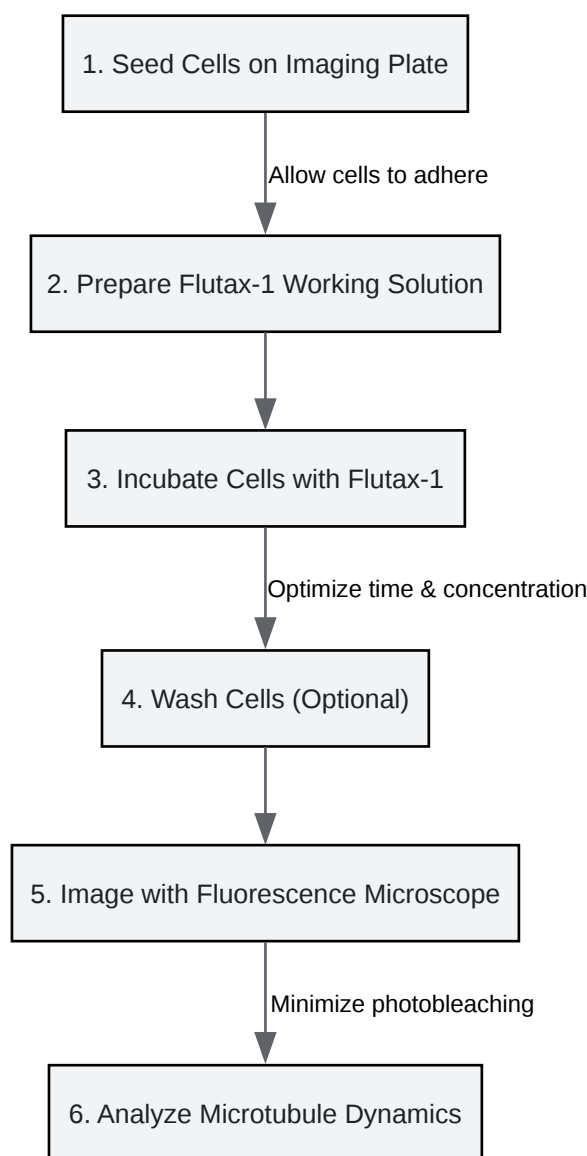 1. Seed Cells on Imaging Plate
Allow cells to adhere
2. Prepare Flutax-1 Working Solution
3. Incubate Cells with Flutax-1
Optimize time & concentration
4. Wash Cells (Optional)
5. Image with Fluorescence Microscope
Minimize photobleaching
6. Analyze Microtubule Dynamics